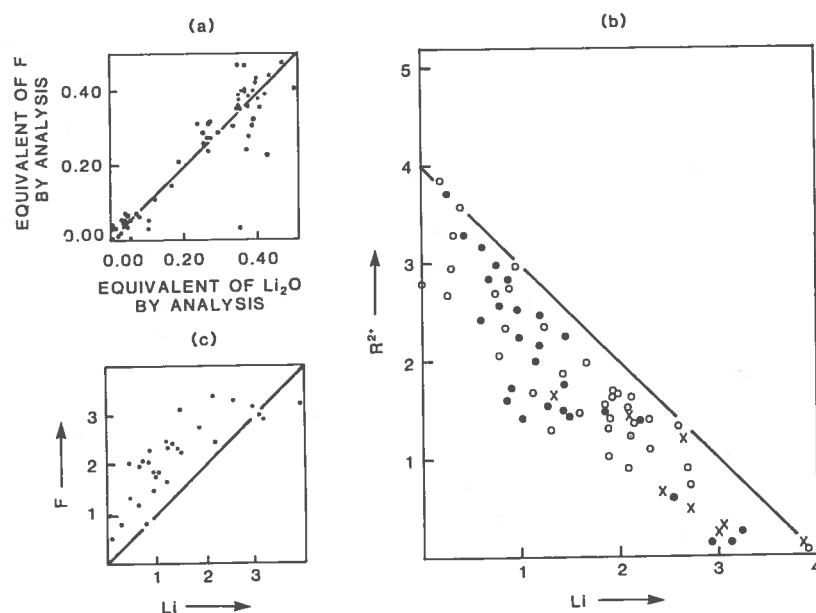 (a)
EQUIVALENT OF F
BY ANALYSIS
0.40
0.20
0.00
0.00 0.20 0.40
EQUIVALENT OF Li₂O
BY ANALYSIS
(b)
5
4
3
2
1
R²⁺
1 2 3 4
Li
(c)
3
2
1
F
1 2 3
Li